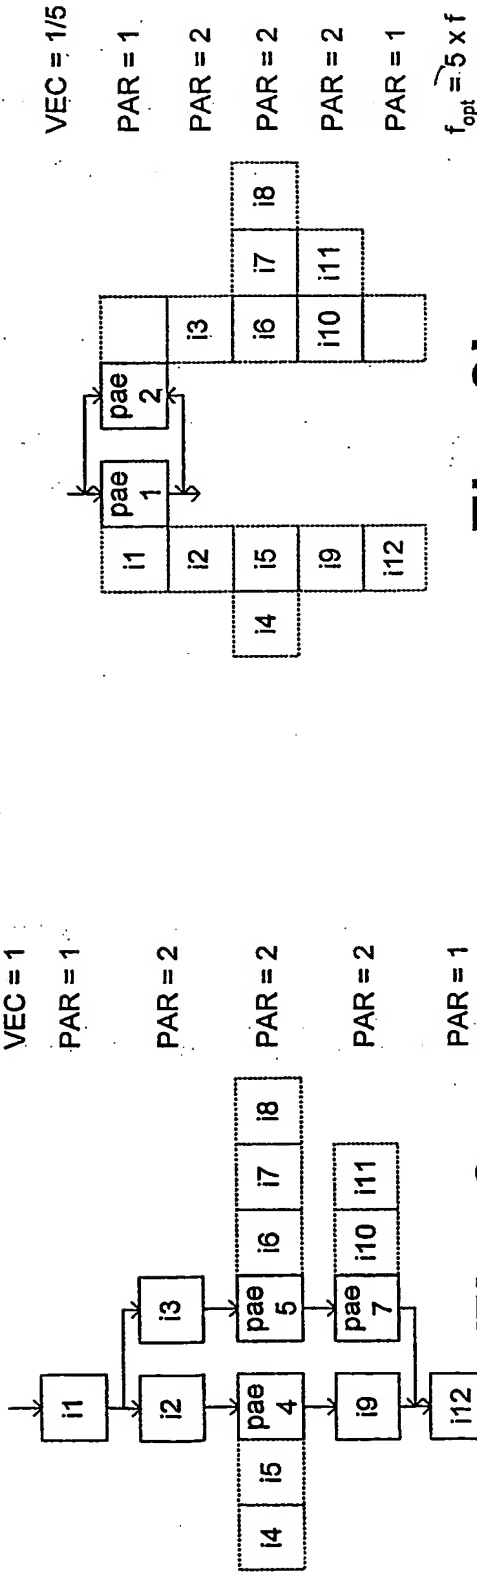 VEC = 1
i1
PAR = 1
i2
i3
PAR = 2
i4
i5
pae
4
pae
5
i6
i7
i8
PAR = 2
i9
pae
7
i10
i11
PAR = 2
i12
PAR = 1
VEC = 1/5
i1
pae
1
pae
2
PAR = 1
i2
i3
PAR = 2
i4
i5
i6
i7
i8
PAR = 2
i9
i10
i11
PAR = 2
i12
PAR = 1
fopt = 5 x f